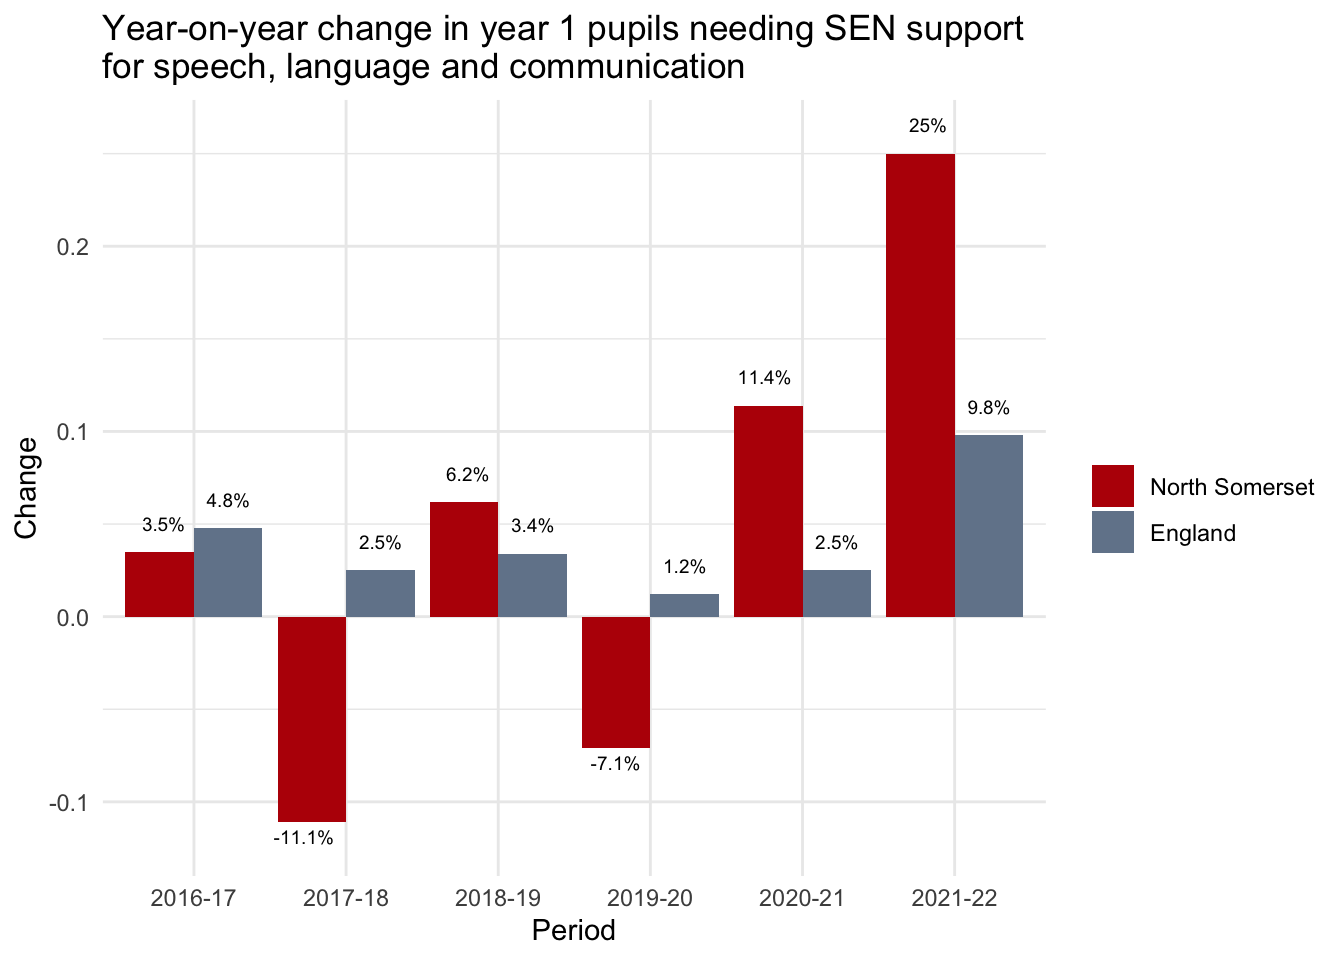 Year-on-year change in year 1 pupils needing SEN support
for speech, language and communication
25%
0.2
11.4%
9.8%
0.1
6.2%
4.8%
3.5%
3.4%
2.5%
2.5%
1.2%
0.0
-7.1%
-0.1
-11.1%
Change
North Somerset
England
2016-17 2017-18 2018-19 2019-20 2020-21 2021-22
Period